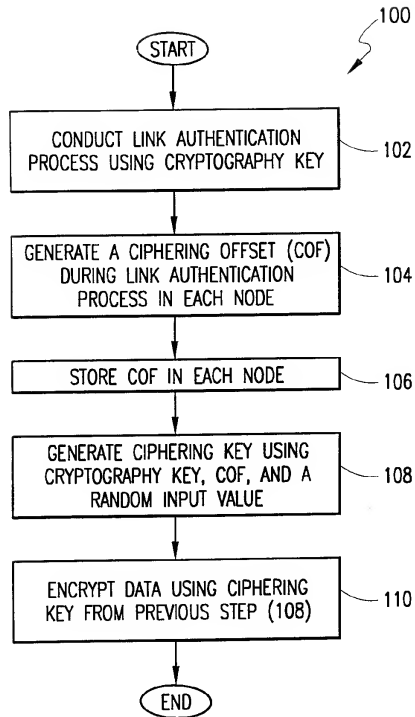 100
START
CONDUCT LINK AUTHENTICATION
PROCESS USING CRYPTOGRAPHY KEY
102
GENERATE A CIPHERING OFFSET (COF)
DURING LINK AUTHENTICATION
PROCESS IN EACH NODE
104
STORE COF IN EACH NODE
106
GENERATE CIPHERING KEY USING
CRYPTOGRAPHY KEY, COF, AND A
RANDOM INPUT VALUE
108
ENCRYPT DATA USING CIPHERING
KEY FROM PREVIOUS STEP (108)
110
END